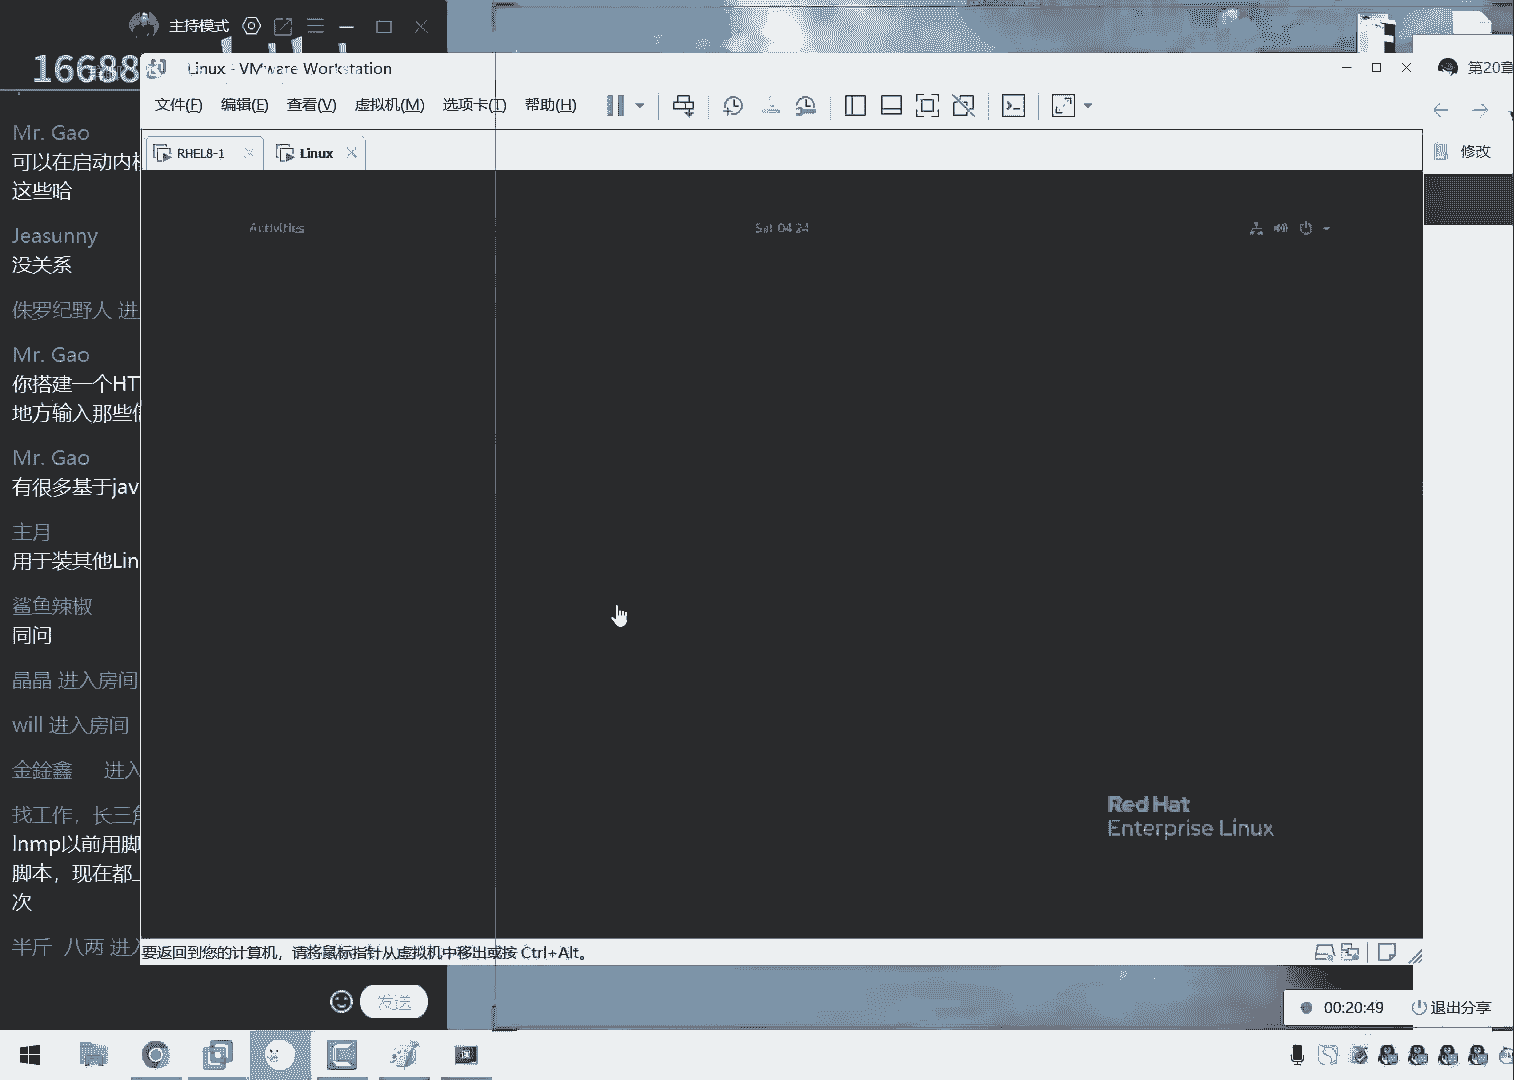 主持模式
16688
Linux - VMware Workstation
第20章
文件(F) 编辑(E) 查看(V) 虚拟机(M) 选项卡(T) 帮助(H)
RHEL8-1
Linux
修改
Mr. Gao
可以在启动内
这些哈
Jeasunny
没关系
侏罗纪野人 进
Mr. Gao
你搭建一个HT
地方输入那些
Mr. Gao
有很多基于jav
主月
用于装其他Lin
鲨鱼辣椒
同问
晶晶 进入房间
will 进入房间
金鑫 进入
找工作，长三角
lnmp以前用脚
脚本，现在都
次
半斤 八两 进入
Activities
Sat 04:24
Red Hat
Enterprise Linux
要返回到您的计算机，请将鼠标指针从虚拟机中移出或按 Ctrl+Alt。
发送
00:20:49
退出分享